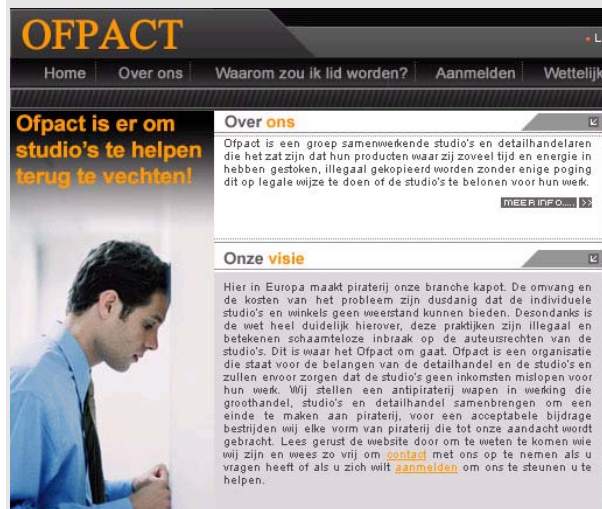 OFPACT
L
Home Over ons Waarom zou ik lid worden? Aanmelden Wettelijk
Ofpact is er om
studio's te helpen
terug te vechten!
Over ons
Ofpact is een groep samenwerkende studio's en detailhandelaren
die het zat zijn dat hun producten waar zij zoveel tijd en energie in
hebben gestoken, illegaal gekopieerd worden zonder enige poging
dit op legale wijze te doen of de studio's te belonen voor hun werk.
MEER INFO.... >>
Onze visie
Hier in Europa maakt piraterij onze branche kapot. De omvang en
de kosten van het probleem zijn dusdanig dat de individuele
studio's en winkels geen weerstand kunnen bieden. Desondanks is
de wet heel duidelijk hierover, deze praktijken zijn illegaal en
betekenen schaamteloze inbraak op de auteursrechten van de
studio's. Dit is waar het Ofpact om gaat. Ofpact is een organisatie
die staat voor de belangen van de detailhandel en de studio's en
zullen ervoor zorgen dat de studio's geen inkomsten mislopen voor
hun werk. Wij stellen een antipiraterij wapen in werking die
groothandel, studio's en detailhandel samenbrengen om een
einde te maken aan piraterij, voor een acceptabele bijdrage
bestrijden wij elke vorm van piraterij die tot onze aandacht wordt
gebracht. Lees gerust de website door om te weten te komen wie
wij zijn en wees zo vrij om contact met ons op te nemen als u
vragen heeft of als u zich wilt aanmelden om ons te steunen u te
helpen.